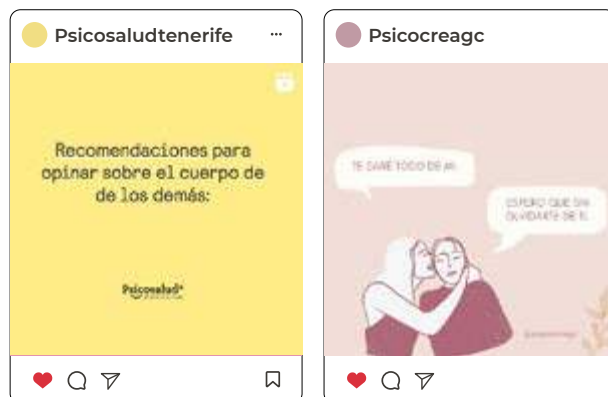 Psicosaludtenerife
Recomendaciones para
opinar sobre el cuerpo de
de los demás:
Psicosalud
Psicocreagc
TE DARÉ TODO DE MI.
ESPERO QUE SIN
OLVIDARTE DE TI.